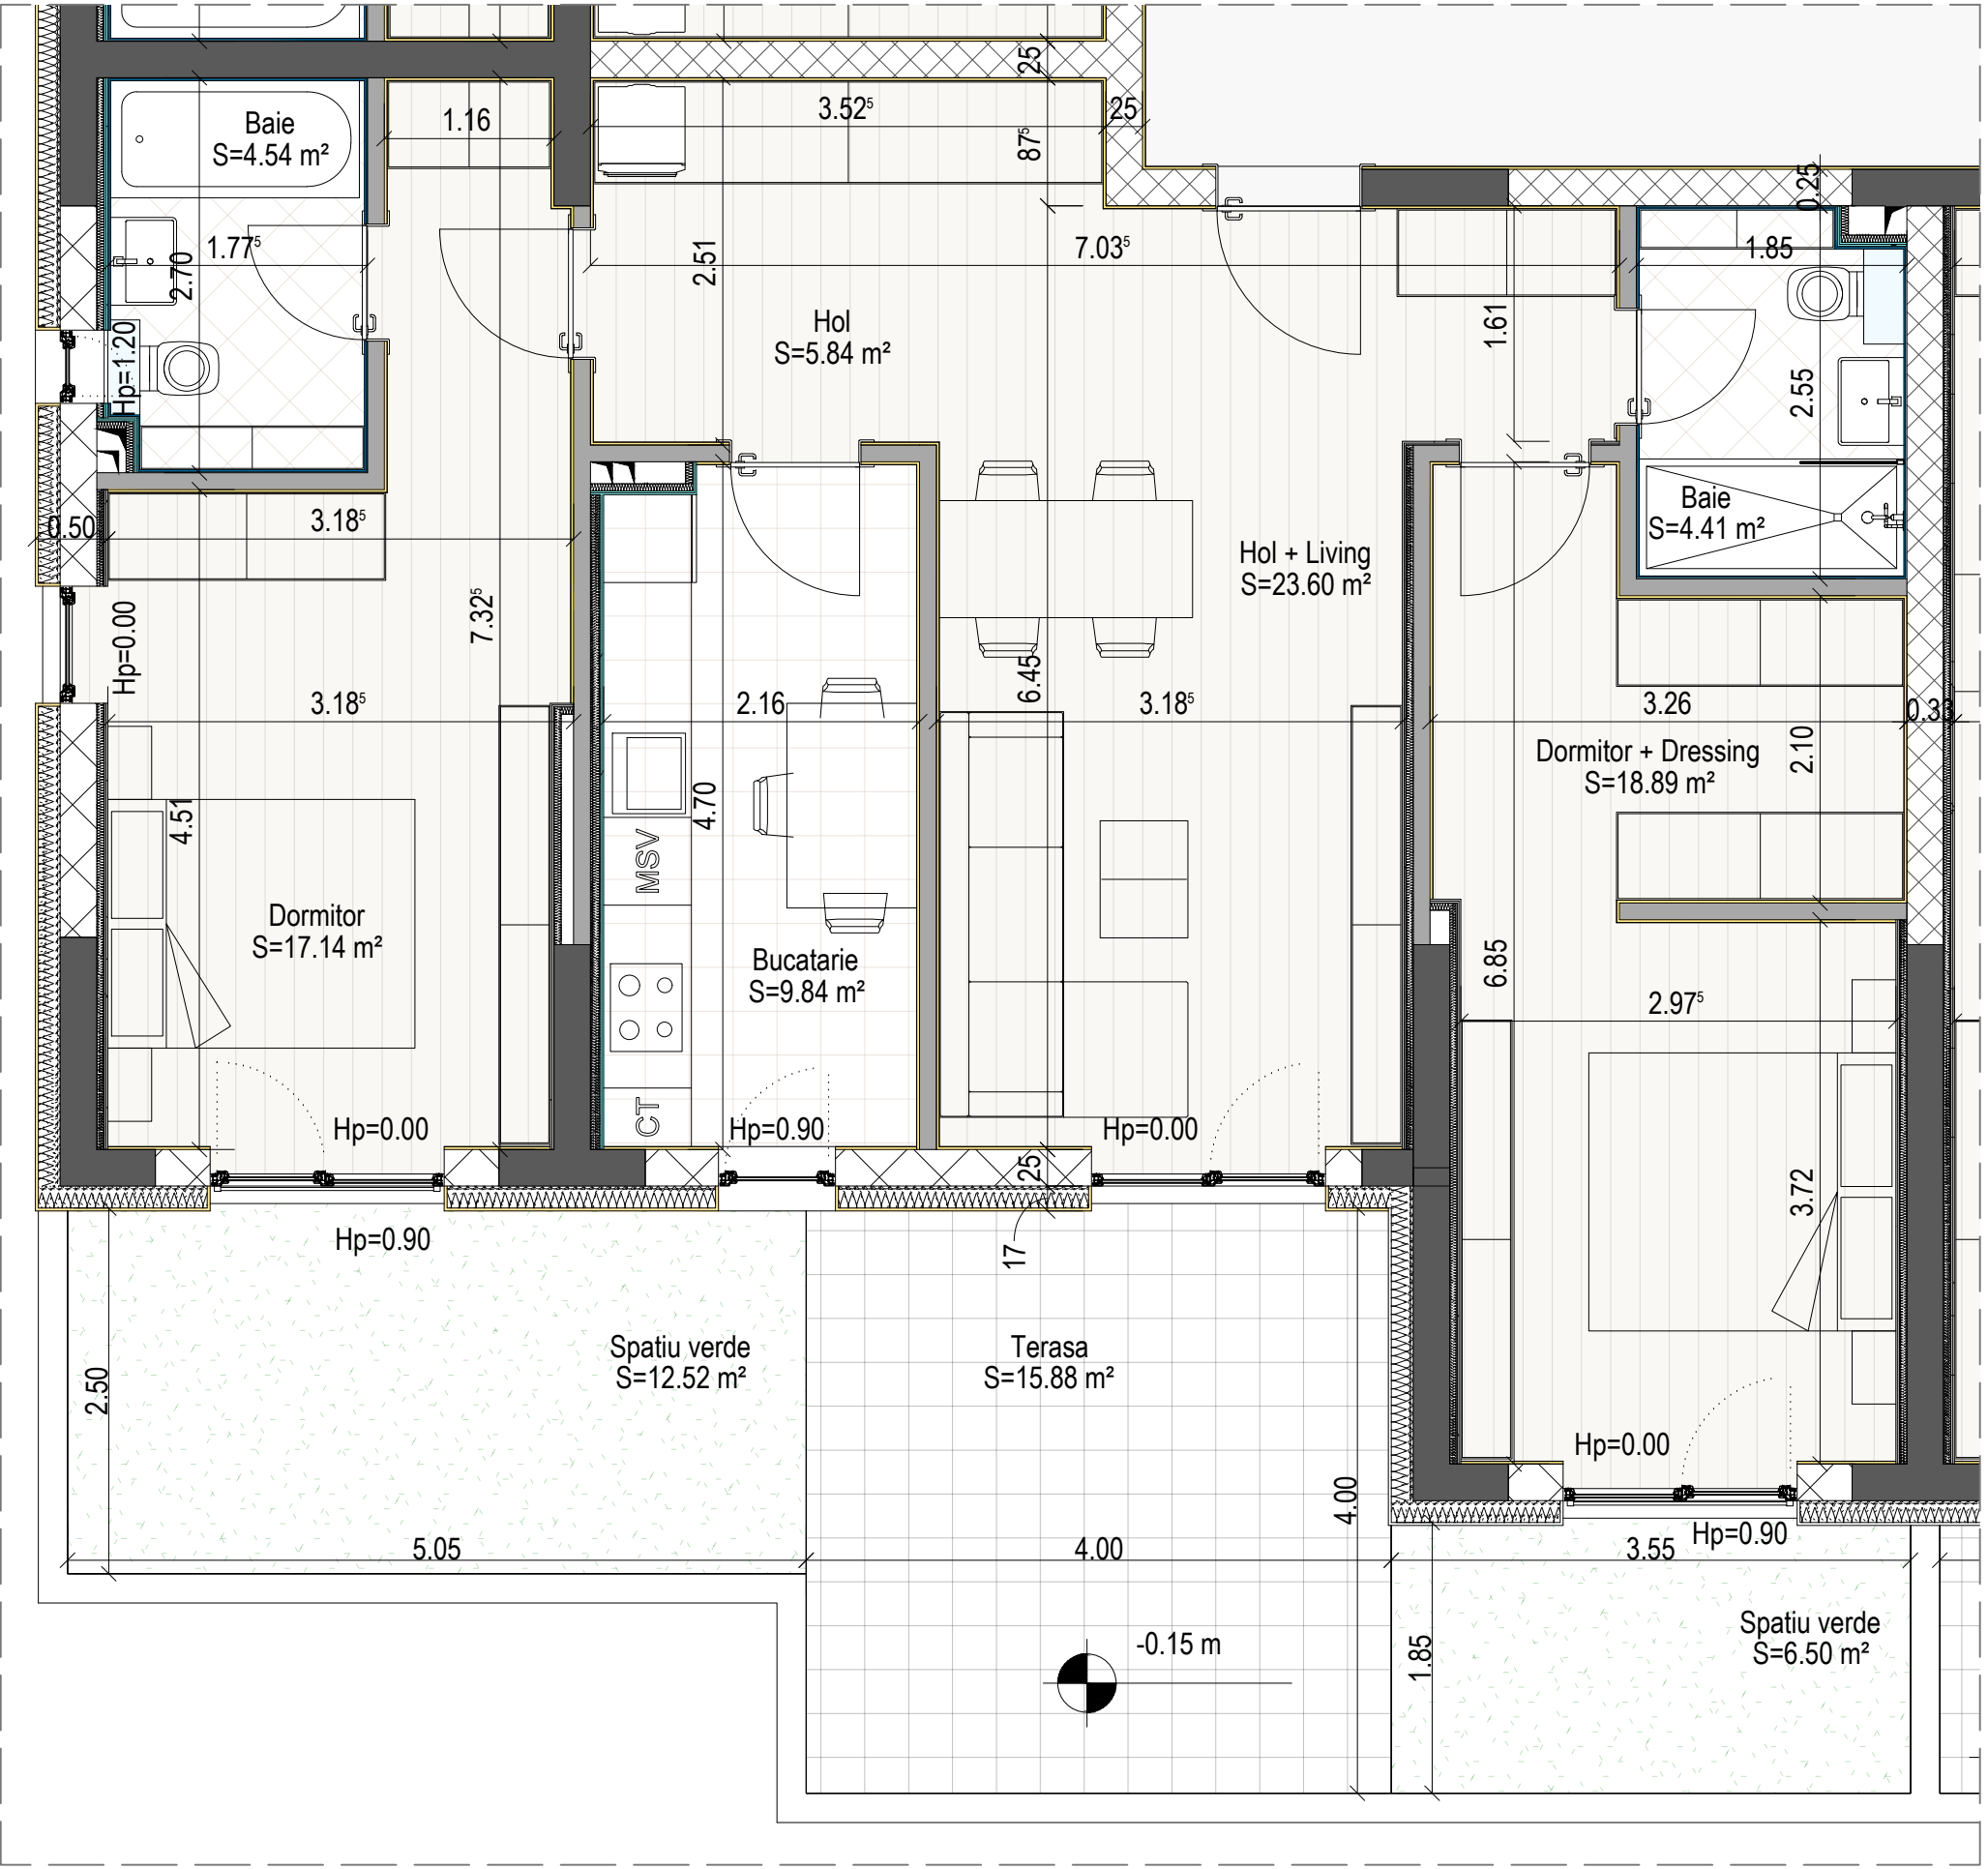 25
Baie
S=4.54 m²
1.16
3.52⁵
25
87⁵
0.25
1.77⁵
2.70
2.51
7.03⁵
1.85
Hol
S=5.84 m²
1.61
Hp=1.20
2.55
0.50
3.18⁵
Baie
S=4.41 m²
Hol + Living
S=23.60 m²
7.32⁵
Hp=0.00
6.45
3.18⁵
2.16
3.18⁵
3.26
Dormitor + Dressing
S=18.89 m²
2.10
4.51
4.70
MSV
Dormitor
S=17.14 m²
Bucatarie
S=9.84 m²
6.85
2.97⁵
CT
Hp=0.00
Hp=0.90
Hp=0.00
25
17
3.72
Hp=0.90
Spatiu verde
S=12.52 m²
Terasa
S=15.88 m²
2.50
Hp=0.00
4.00
5.05
4.00
3.55
Hp=0.90
-0.15 m
1.85
Spatiu verde
S=6.50 m²